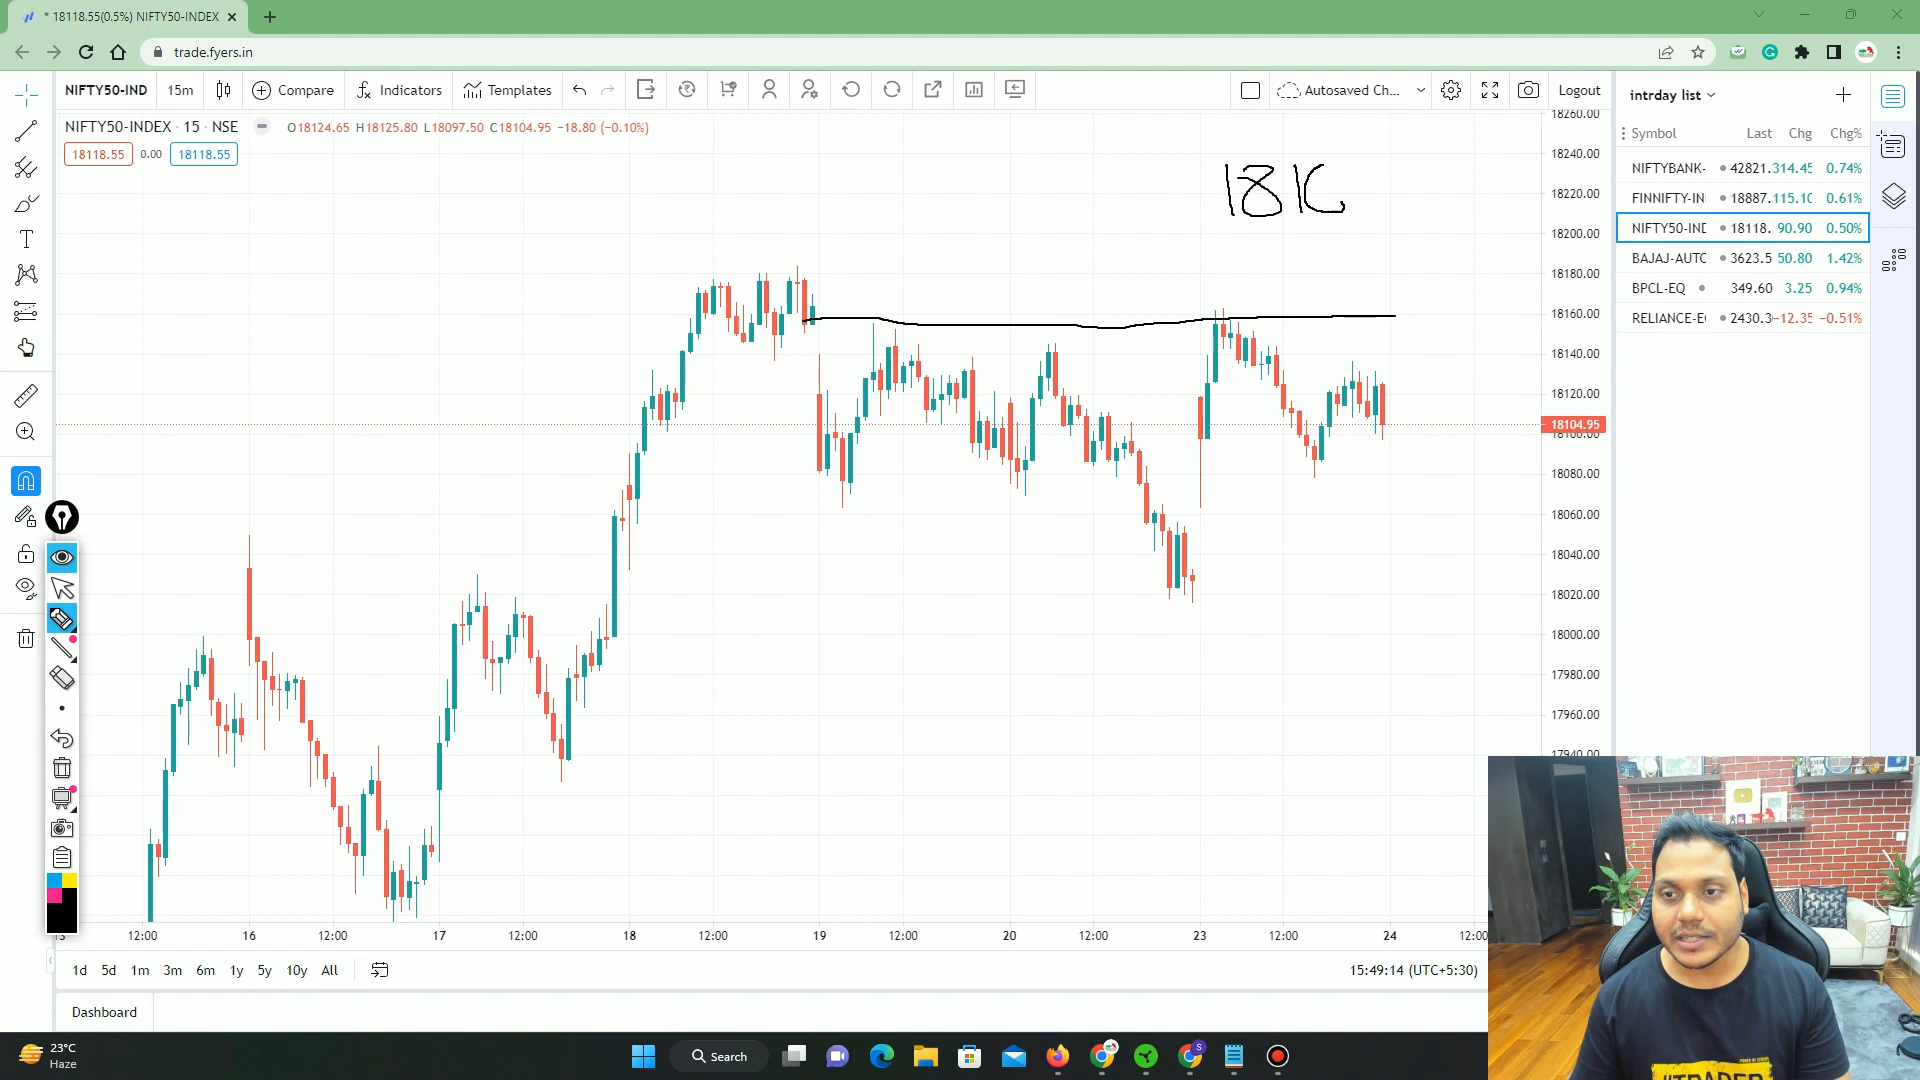 * 18118.55(0.5%) NIFTY50-INDEX
trade.fyers.in
NIFTY50-IND 15m Compare Indicators Templates Autosaved Ch... Logout
NIFTY50-INDEX · 15 · NSE O18124.65 H18125.80 L18097.50 C18104.95 −18.80 (−0.10%)
18118.55 0.00 18118.55
intrday list
Symbol Last Chg Chg%
NIFTYBANK- 42821. 314.45 0.74%
FINNIFTY-IN 18887. 115.10 0.61%
NIFTY50-IND 18118. 90.90 0.50%
BAJAJ-AUTO 3623.5 50.80 1.42%
BPCL-EQ 349.60 3.25 0.94%
RELIANCE-E 2430.3 −12.35 −0.51%
18260.00
18240.00
18220.00
18200.00
18180.00
18160.00
18140.00
18120.00
18104.95
18100.00
18080.00
18060.00
18040.00
18020.00
18000.00
17980.00
17960.00
17940.00
12:00 16 12:00 17 12:00 18 12:00 19 12:00 20 12:00 23 12:00 24 12:00
1d 5d 1m 3m 6m 1y 5y 10y All
15:49:14 (UTC+5:30)
Dashboard
23°C
Haze
Search